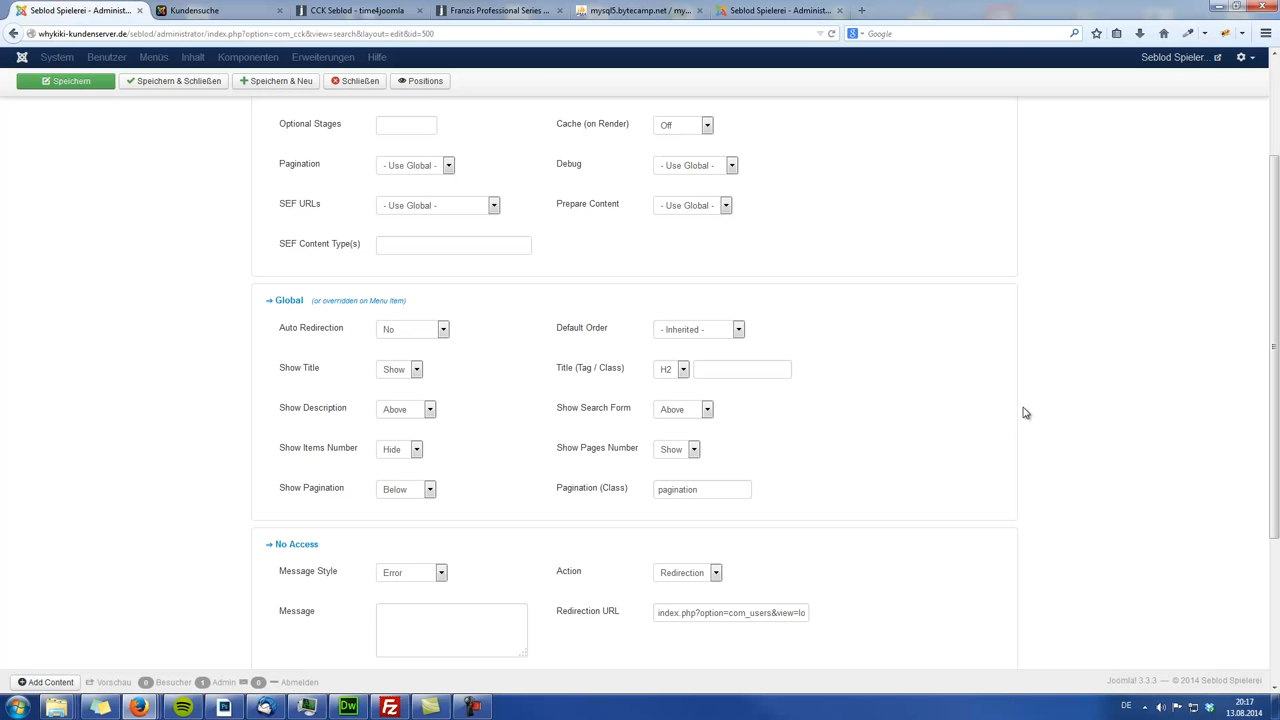 Seblod Spielerei - Administ...
Kundensuche
CCK Seblod - time4joomla
Franzis Professional Series ...
mysql5.bytecamp.net / my...
Seblod Spielerei - Administ...
whykiki-kundenserver.de/seblod/administrator/index.php?option=com_cck&view=search&layout=edit&id=500
Google
System Benutzer Menüs Inhalt Komponenten Erweiterungen Hilfe
Seblod Spieler...
Speichern
Speichern & Schließen
Speichern & Neu
Schließen
Positions
Optional Stages
Cache (on Render) Off
Pagination - Use Global -
Debug - Use Global -
SEF URLs - Use Global -
Prepare Content - Use Global -
SEF Content Type(s)
Global (or overridden on Menu Item)
Auto Redirection No
Default Order - Inherited -
Show Title Show
Title (Tag / Class) H2
Show Description Above
Show Search Form Above
Show Items Number Hide
Show Pages Number Show
Show Pagination Below
Pagination (Class) pagination
No Access
Message Style Error
Action Redirection
Message
Redirection URL index.php?option=com_users&view=lo
Add Content
Vorschau
0 Besucher
1 Admin
0
Abmelden
Joomla! 3.3.3 — © 2014 Seblod Spielerei
Dw
DE
20:17
13.08.2014